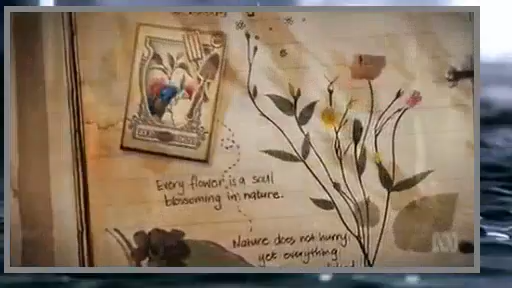 Every flower is a soul
blossoming in nature.
Nature does not hurry,
yet everything